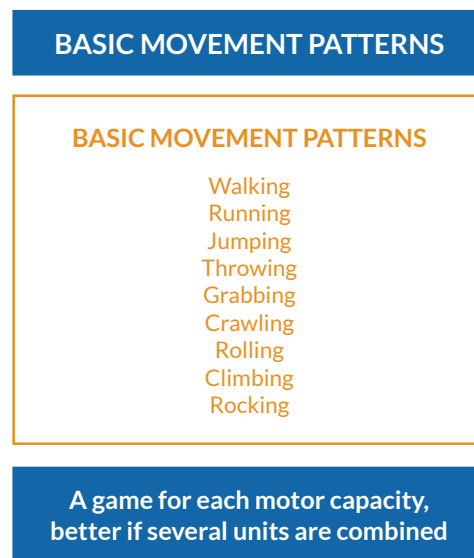 BASIC MOVEMENT PATTERNS
BASIC MOVEMENT PATTERNS
Walking
Running
Jumping
Throwing
Grabbing
Crawling
Rolling
Climbing
Rocking
A game for each motor capacity,
better if several units are combined